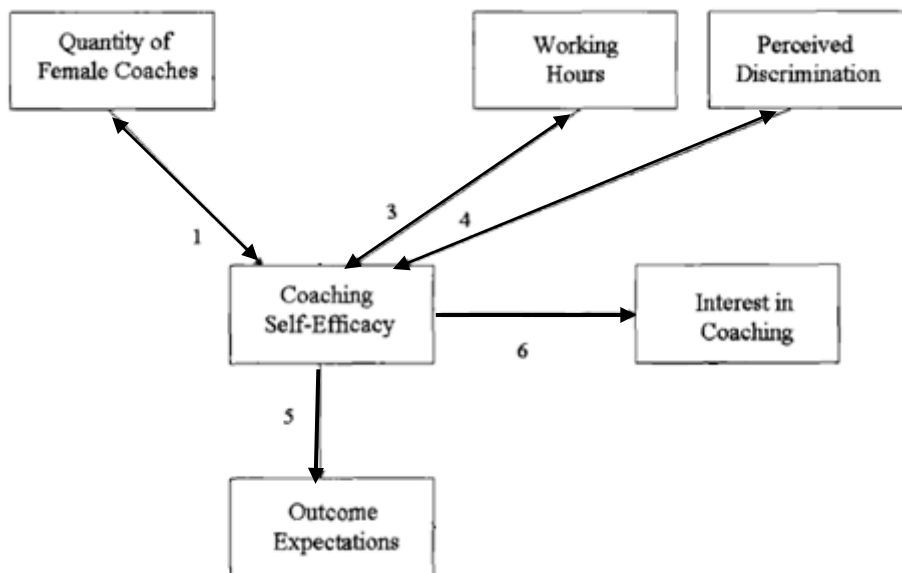 Quantity of
Female Coaches
Working
Hours
Perceived
Discrimination
1
3
4
Coaching
Self-Efficacy
Interest in
Coaching
6
5
Outcome
Expectations